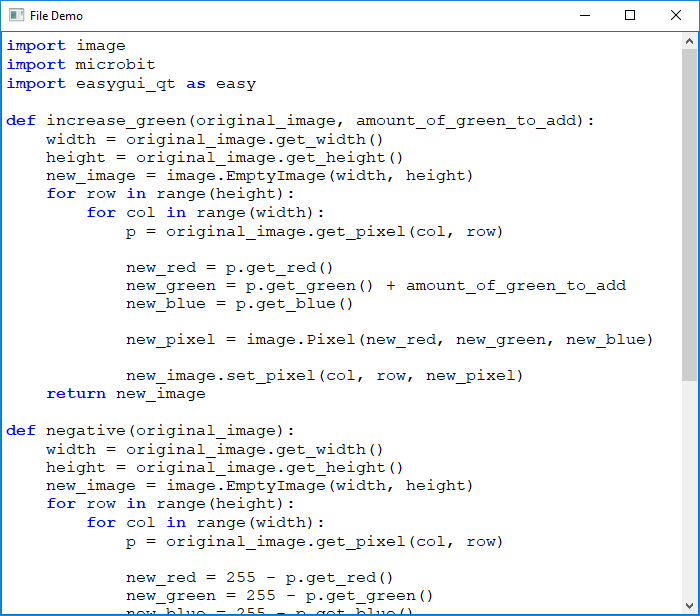 File Demo
import image
import microbit
import easygui_qt as easy
def increase_green(original_image, amount_of_green_to_add):
    width = original_image.get_width()
    height = original_image.get_height()
    new_image = image.EmptyImage(width, height)
    for row in range(height):
        for col in range(width):
            p = original_image.get_pixel(col, row)
            new_red = p.get_red()
            new_green = p.get_green() + amount_of_green_to_add
            new_blue = p.get_blue()
            new_pixel = image.Pixel(new_red, new_green, new_blue)
            new_image.set_pixel(col, row, new_pixel)
    return new_image
def negative(original_image):
    width = original_image.get_width()
    height = original_image.get_height()
    new_image = image.EmptyImage(width, height)
    for row in range(height):
        for col in range(width):
            p = original_image.get_pixel(col, row)
            new_red = 255 - p.get_red()
            new_green = 255 - p.get_green()
            new_blue = 255 - p.get_blue()